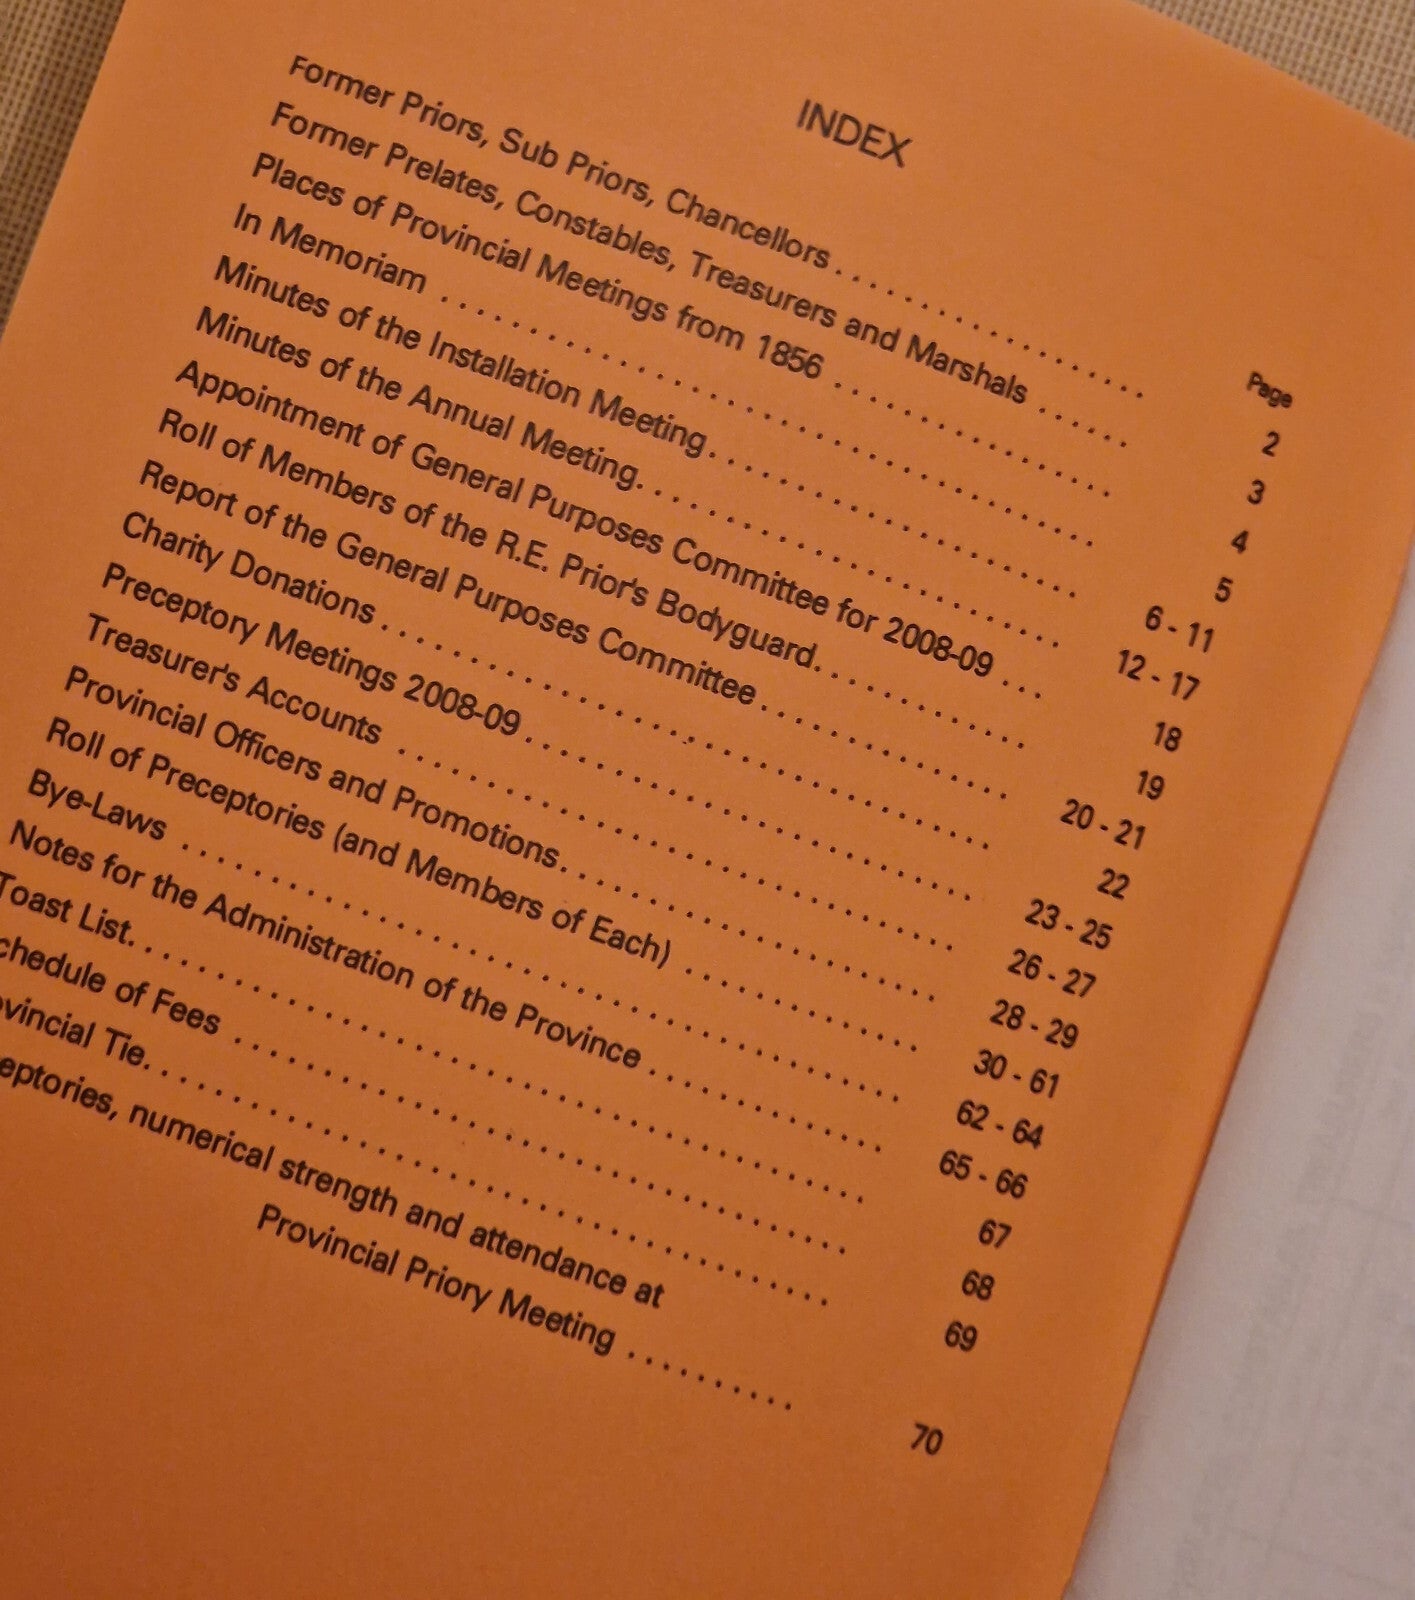 INDEX
Page
Former Priors, Sub Priors, Chancellors . . . . . . . . . . . . . . . . . . 2
Former Prelates, Constables, Treasurers and Marshals . . . . . . 3
Places of Provincial Meetings from 1856 . . . . . . . . . . . . . . . . 4
In Memoriam . . . . . . . . . . . . . . . . . . . . . . . . . . . . . . . . . . . . . 5
Minutes of the Installation Meeting. . . . . . . . . . . . . . . . . . . . . 6 - 11
Minutes of the Annual Meeting. . . . . . . . . . . . . . . . . . . . . . . . 12 - 17
Appointment of General Purposes Committee for 2008-09 . . . 18
Roll of Members of the R.E. Prior's Bodyguard. . . . . . . . . . . . 19
Report of the General Purposes Committee . . . . . . . . . . . . . . 20 - 21
Charity Donations . . . . . . . . . . . . . . . . . . . . . . . . . . . . . . . . . . 22
Preceptory Meetings 2008-09 . . . . . . . . . . . . . . . . . . . . . . . . . 23 - 25
Treasurer's Accounts . . . . . . . . . . . . . . . . . . . . . . . . . . . . . . . 26 - 27
Provincial Officers and Promotions. . . . . . . . . . . . . . . . . . . . . 28 - 29
Roll of Preceptories (and Members of Each) . . . . . . . . . . . . . 30 - 61
Bye-Laws . . . . . . . . . . . . . . . . . . . . . . . . . . . . . . . . . . . . . . . . 62 - 64
Notes for the Administration of the Province . . . . . . . . . . . . . 65 - 66
Toast List. . . . . . . . . . . . . . . . . . . . . . . . . . . . . . . . . . . . . . . . . 67
chedule of Fees . . . . . . . . . . . . . . . . . . . . . . . . . . . . . . . . . . 68
ovincial Tie. . . . . . . . . . . . . . . . . . . . . . . . . . . . . . . . . . . . . . 69
eptories, numerical strength and attendance at
Provincial Priory Meeting . . . . . . . . . . 70